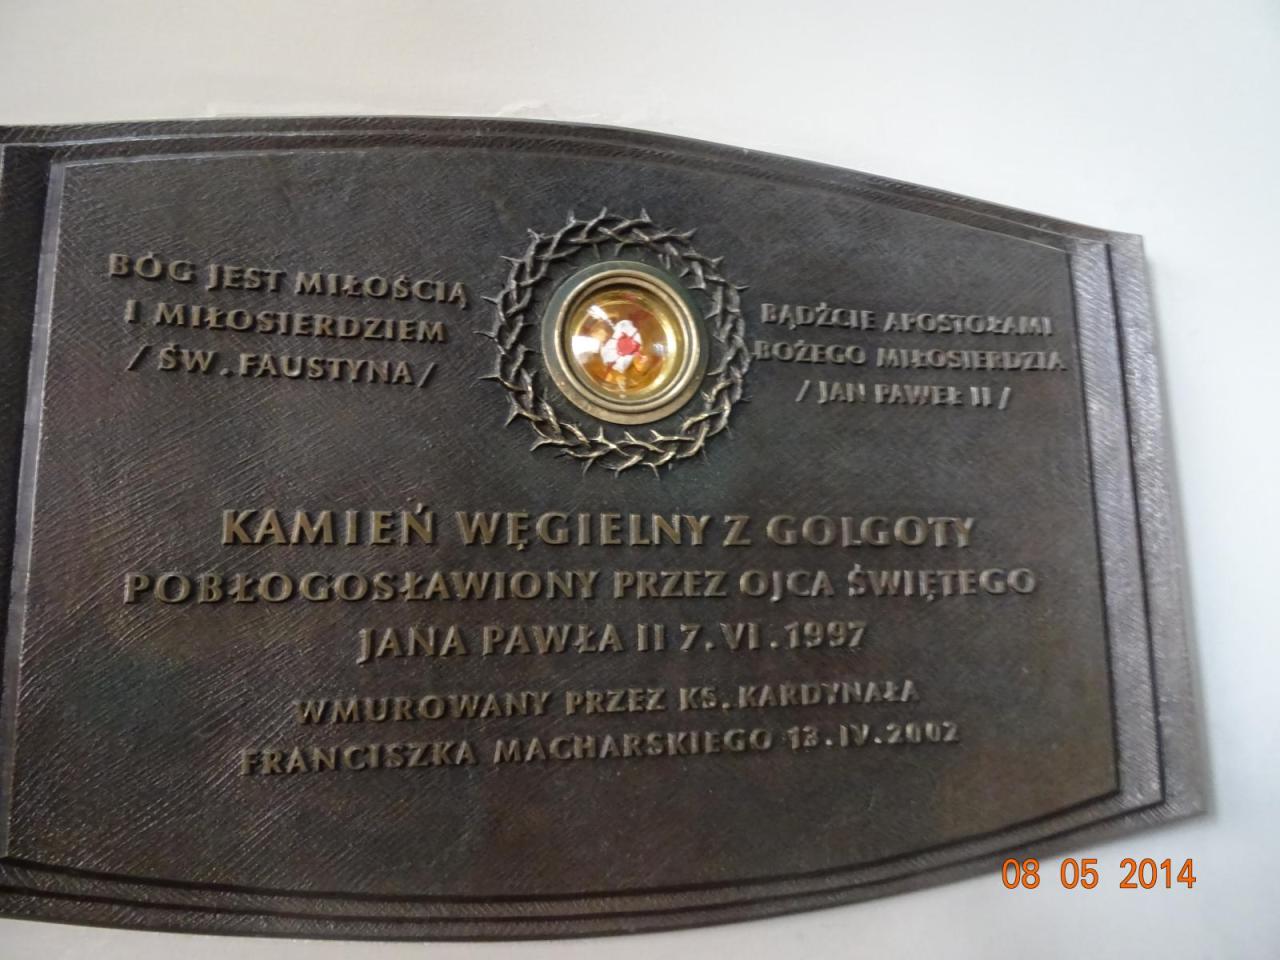 BÓG JEST MIŁOŚCIĄ
I MIŁOSIERDZIEM
/ ŚW. FAUSTYNA/
BĄDŹCIE APOSTOŁAMI
BOŻEGO MIŁOSIERDZIA
/ JAN PAWEŁ II /
KAMIEŃ WĘGIELNY Z GOLGOTY
POBŁOGOSŁAWIONY PRZEZ OJCA ŚWIĘTEGO
JANA PAWŁA II 7.VI.1997
WMUROWANY PRZEZ KS. KARDYNAŁA
FRANCISZKA MACHARSKIEGO 13.IV.2002
08 05 2014